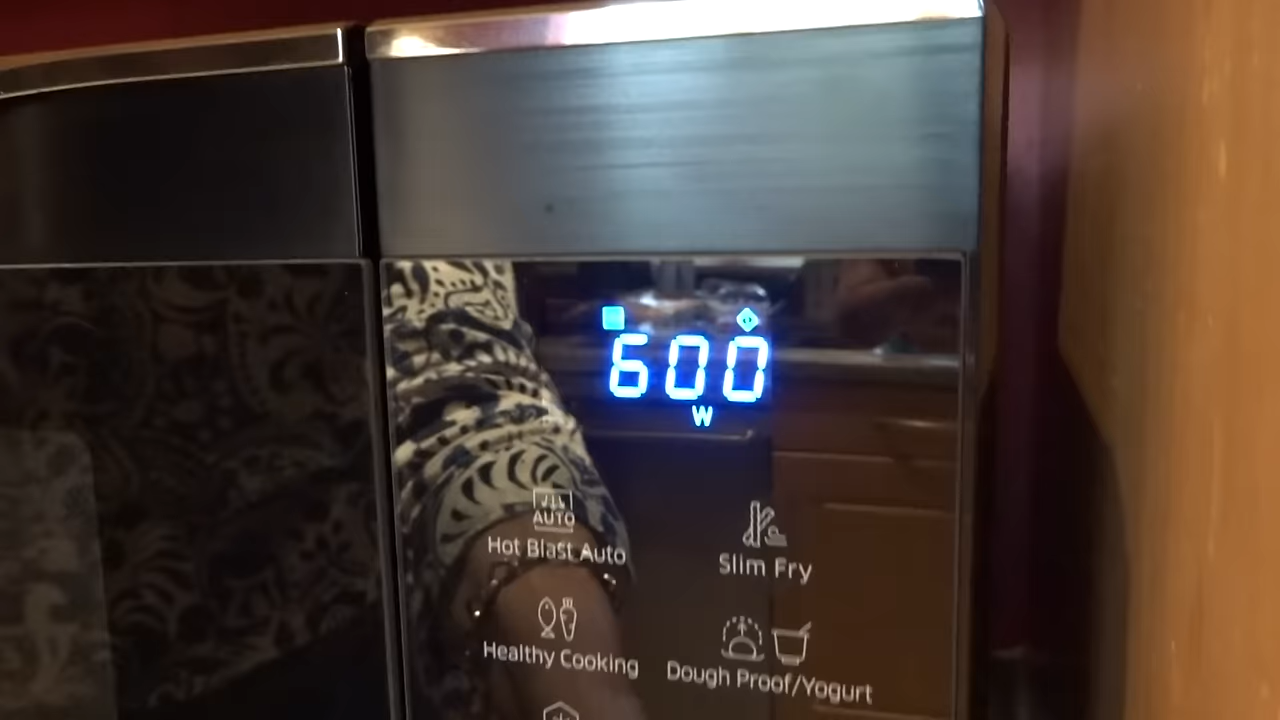 600
W
AUTO
Hot Blast Auto
Slim Fry
Healthy Cooking
Dough Proof/Yogurt